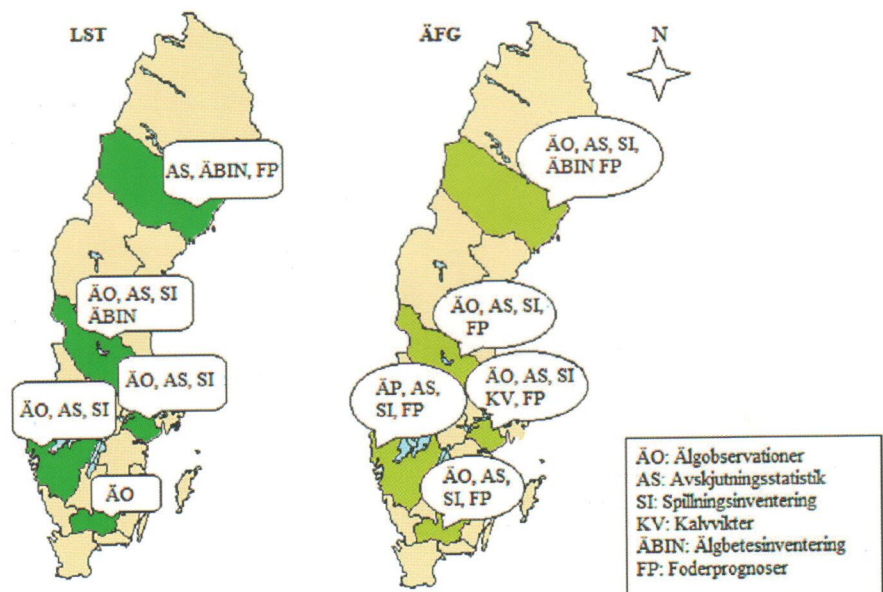 LST
AS, ÄBIN, FP
ÄO, AS, SI
ÄBIN
ÄO, AS, SI
ÄO, AS, SI
ÄO
ÄFG
N
ÄO, AS, SI,
ÄBIN FP
ÄO, AS, SI,
FP
ÄP, AS,
SI, FP
ÄO, AS, SI
KV, FP
ÄO, AS,
SI, FP
ÄO: Älgobservationer
AS: Avskjutningsstatistik
SI: Spillningsinventering
KV: Kalvvikter
ÄBIN: Älgbetesinventering
FP: Foderprognoser